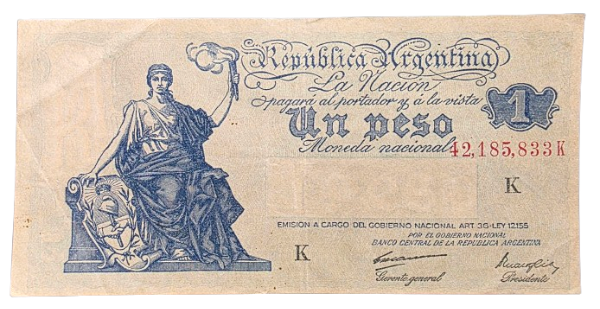 República Argentina
La Nación
pagará al portador y á la vista
1
Un peso
Moneda nacional
42,185,833K
K
EMISION A CARGO DEL GOBIERNO NACIONAL ART. 36-LEY 12.155
POR EL GOBIERNO NACIONAL
BANCO CENTRAL DE LA REPUBLICA ARGENTINA
K
Gerente general
Presidente